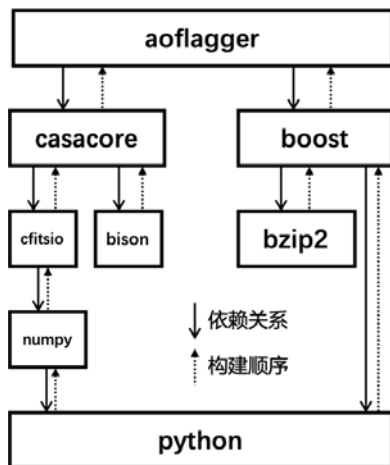 aoflagger
casacore
boost
cfitsio
bison
bzip2
numpy
依赖关系
构建顺序
python